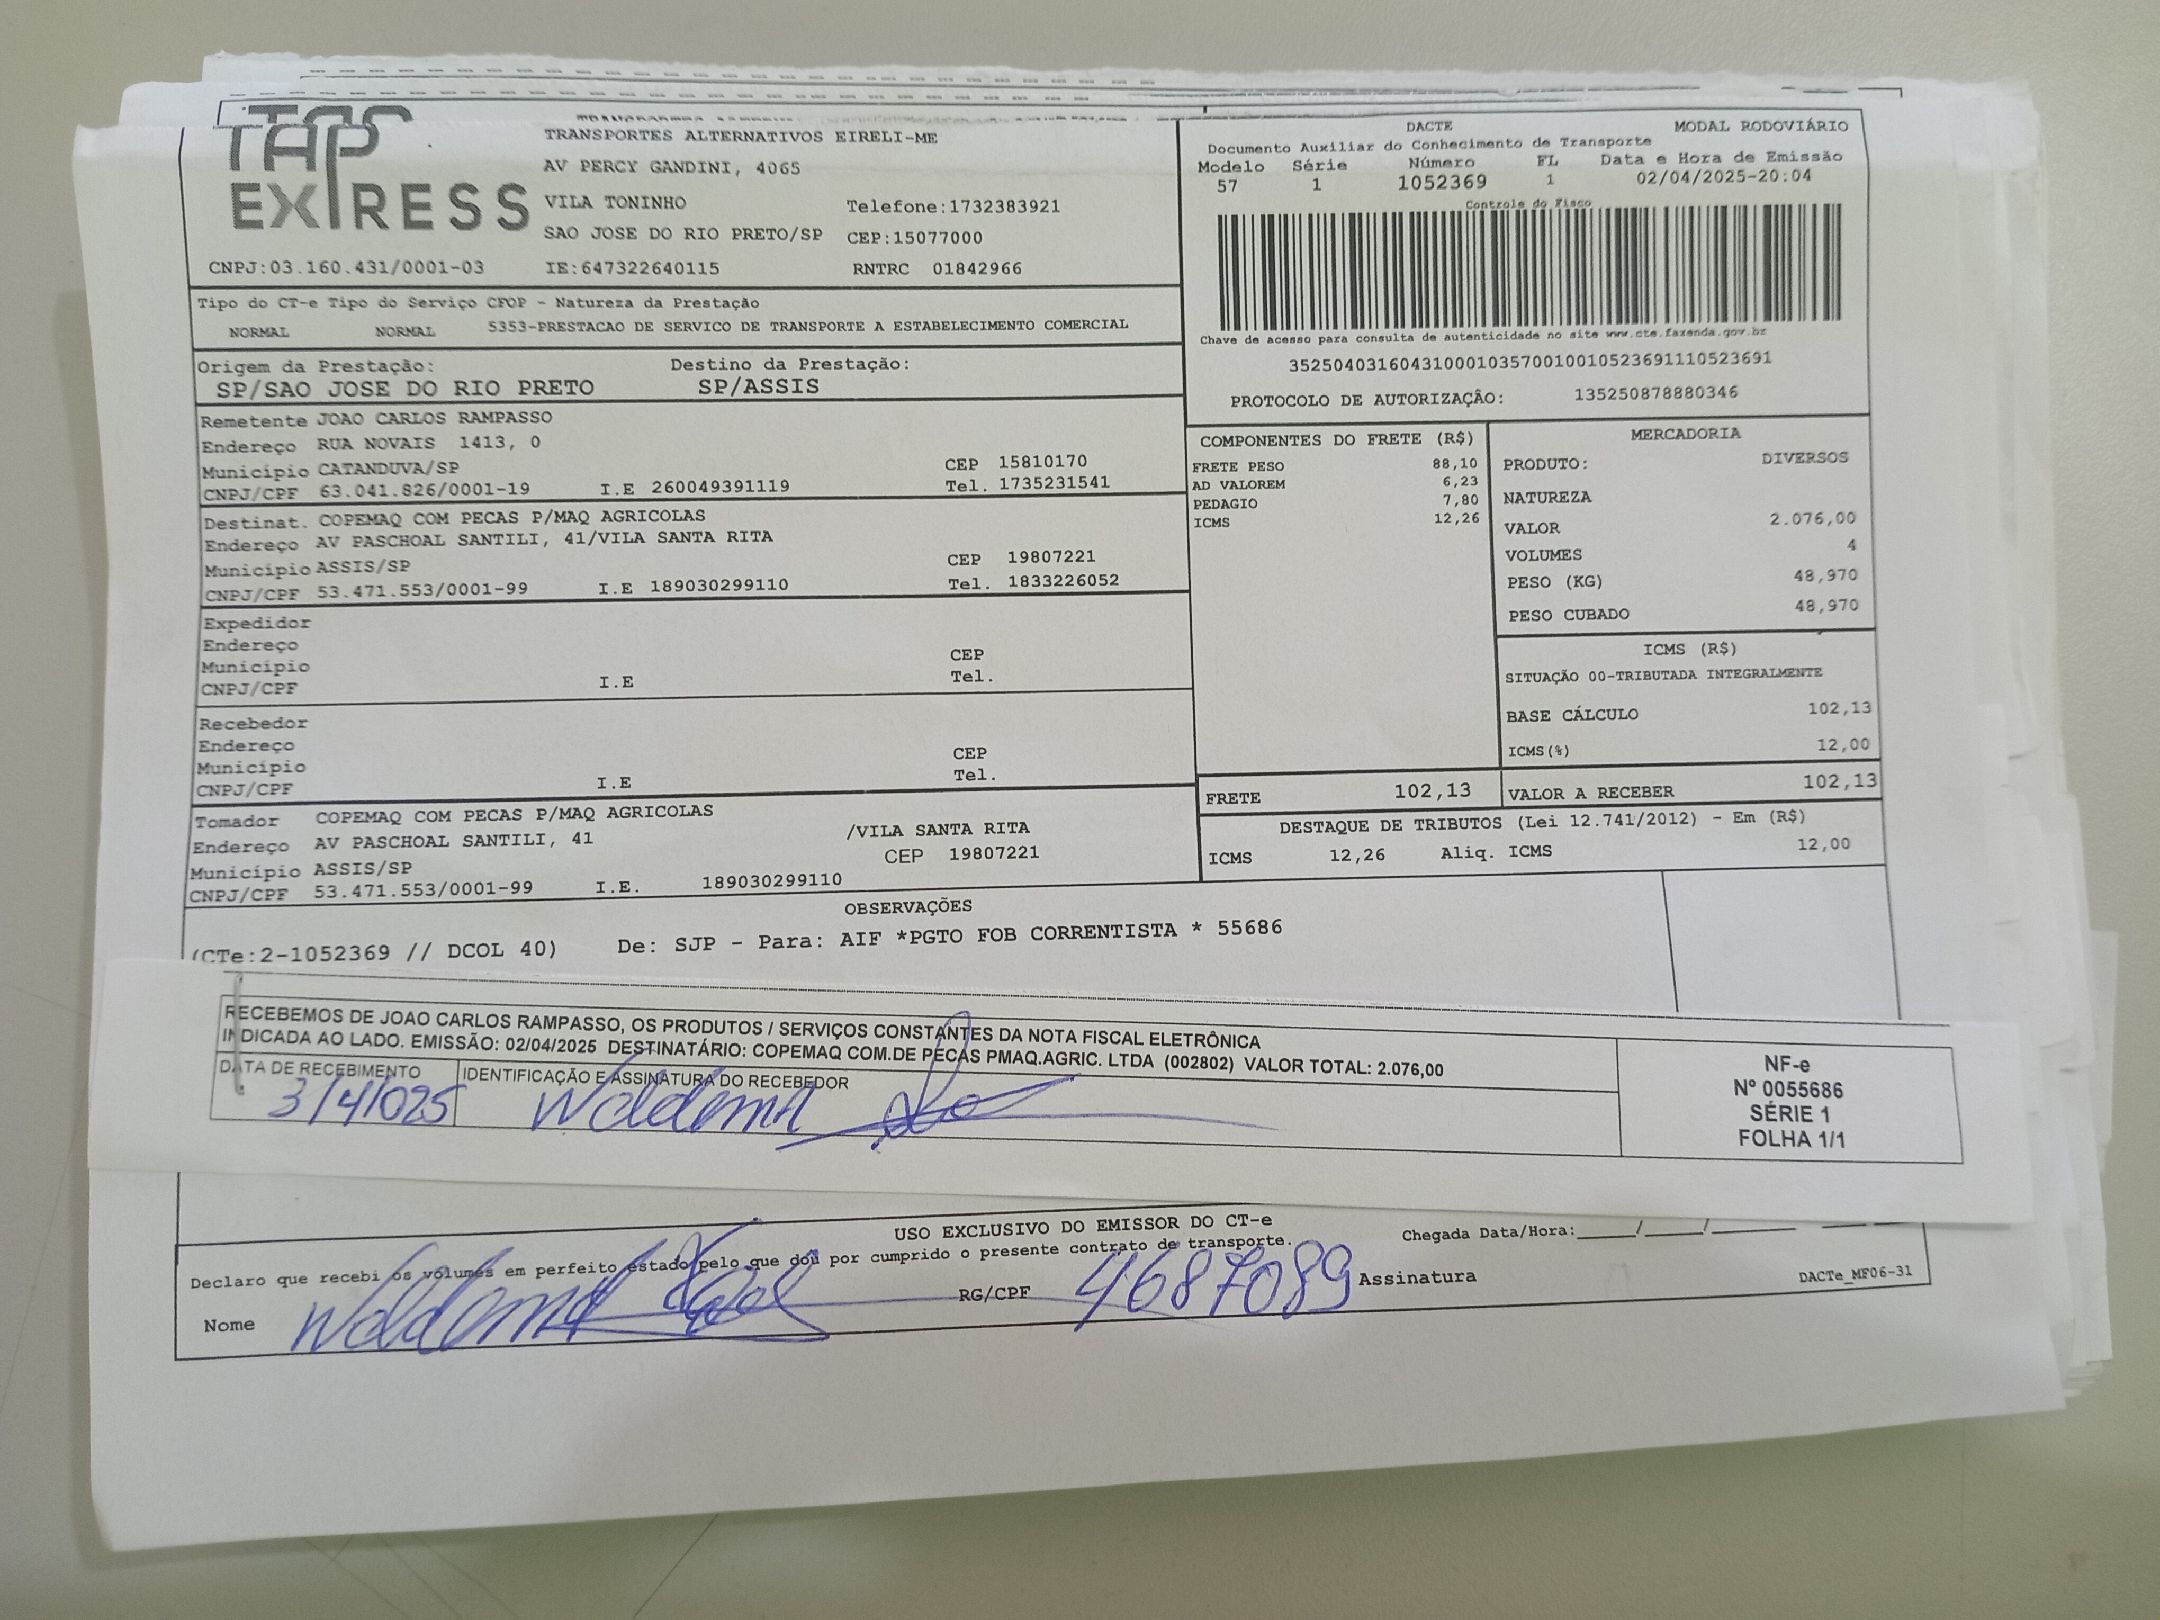 TAP
EXPRESS
TRANSPORTES ALTERNATIVOS EIRELI-ME
AV PERCY GANDINI, 4065
VILA TONINHO
Telefone:1732383921
SAO JOSE DO RIO PRETO/SP CEP:15077000
CNPJ:03.160.431/0001-03 IE:647322640115 RNTRC 01842966
DACTE MODAL RODOVIÁRIO
Documento Auxiliar do Conhecimento de Transporte
Modelo Série Número FL Data e Hora de Emissão
57 1 1052369 1 02/04/2025-20:04
Controle do Fisco
Chave de acesso para consulta de autenticidade no site www.cte.fazenda.gov.br
35250403160431000103570010010523691110523691
PROTOCOLO DE AUTORIZAÇÃO: 135250878880346
Tipo do CT-e Tipo do Serviço CFOP - Natureza da Prestação
NORMAL NORMAL 5353-PRESTACAO DE SERVICO DE TRANSPORTE A ESTABELECIMENTO COMERCIAL
Origem da Prestação: Destino da Prestação:
SP/SAO JOSE DO RIO PRETO SP/ASSIS
Remetente JOAO CARLOS RAMPASSO
Endereço RUA NOVAIS 1413, 0
Município CATANDUVA/SP CEP 15810170
CNPJ/CPF 63.041.826/0001-19 I.E 260049391119 Tel. 1735231541
Destinat. COPEMAQ COM PECAS P/MAQ AGRICOLAS
Endereço AV PASCHOAL SANTILI, 41/VILA SANTA RITA
Município ASSIS/SP CEP 19807221
CNPJ/CPF 53.471.553/0001-99 I.E 189030299110 Tel. 1833226052
Expedidor
Endereço
Município CEP
CNPJ/CPF I.E Tel.
Recebedor
Endereço
Município CEP
CNPJ/CPF I.E Tel.
Tomador COPEMAQ COM PECAS P/MAQ AGRICOLAS
Endereço AV PASCHOAL SANTILI, 41 /VILA SANTA RITA
Município ASSIS/SP CEP 19807221
CNPJ/CPF 53.471.553/0001-99 I.E. 189030299110
COMPONENTES DO FRETE (R$)
FRETE PESO 88,10
AD VALOREM 6,23
PEDAGIO 7,80
ICMS 12,26
MERCADORIA
PRODUTO: DIVERSOS
NATUREZA
VALOR 2.076,00
VOLUMES 4
PESO (KG) 48,970
PESO CUBADO 48,970
ICMS (R$)
SITUAÇÃO 00-TRIBUTADA INTEGRALMENTE
BASE CÁLCULO 102,13
ICMS(%) 12,00
FRETE 102,13 VALOR A RECEBER 102,13
DESTAQUE DE TRIBUTOS (Lei 12.741/2012) - Em (R$)
ICMS 12,26 Aliq. ICMS 12,00
OBSERVAÇÕES
(CTe:2-1052369 // DCOL 40) De: SJP - Para: AIF *PGTO FOB CORRENTISTA * 55686
RECEBEMOS DE JOAO CARLOS RAMPASSO, OS PRODUTOS / SERVIÇOS CONSTANTES DA NOTA FISCAL ELETRÔNICA
INDICADA AO LADO. EMISSÃO: 02/04/2025 DESTINATÁRIO: COPEMAQ COM.DE PECAS PMAQ.AGRIC. LTDA (002802) VALOR TOTAL: 2.076,00
DATA DE RECEBIMENTO IDENTIFICAÇÃO E ASSINATURA DO RECEBEDOR
3/4/025
NF-e
Nº 0055686
SÉRIE 1
FOLHA 1/1
USO EXCLUSIVO DO EMISSOR DO CT-e
Chegada Data/Hora:_____/_____/_______
Declaro que recebi os volumes em perfeito estado pelo que dou por cumprido o presente contrato de transporte.
Nome RG/CPF 4687089 Assinatura
DACTe_MF06-31